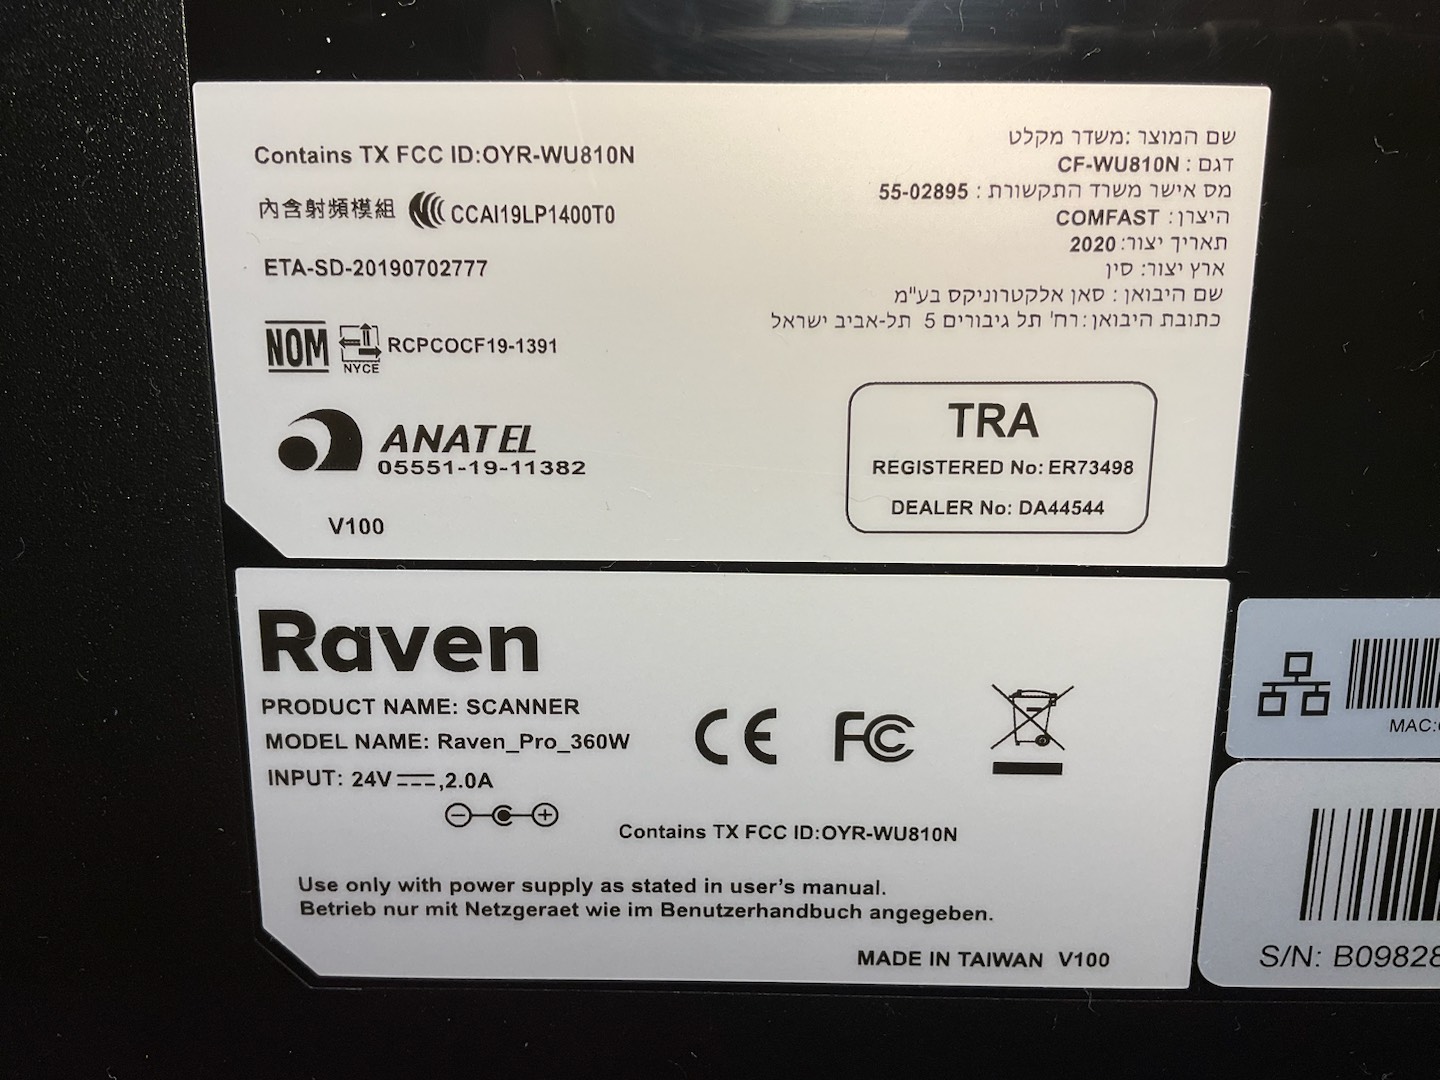 Contains TX FCC ID:OYR-WU810N
內含射頻模組 CCAI19LP1400T0
ETA-SD-20190702777
NOM NYCE RCPCOCF19-1391
ANATEL
05551-19-11382
V100
שם המוצר :משדר מקלט
דגם : CF-WU810N
מס אישר משרד התקשורת : 55-02895
היצרן: COMFAST
תאריך יצור: 2020
ארץ יצור: סין
שם היבואן : סאן אלקטרוניקס בע"מ
כתובת היבואן: רח' תל גיבורים 5 תל-אביב ישראל
TRA
REGISTERED No: ER73498
DEALER No: DA44544
Raven
PRODUCT NAME: SCANNER
MODEL NAME: Raven_Pro_360W
INPUT: 24V⎓,2.0A
CE FC
Contains TX FCC ID:OYR-WU810N
Use only with power supply as stated in user's manual.
Betrieb nur mit Netzgeraet wie im Benutzerhandbuch angegeben.
MADE IN TAIWAN V100
MAC:
S/N: B09828